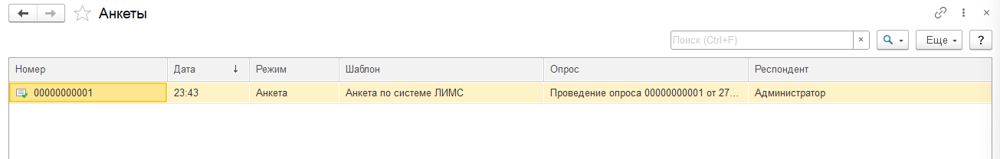 Анкеты
Поиск (Ctrl+F)
×
Еще
?
Номер Дата ↓ Режим Шаблон Опрос Респондент
00000000001 23:43 Анкета Анкета по системе ЛИМС Проведение опроса 00000000001 от 27... Администратор